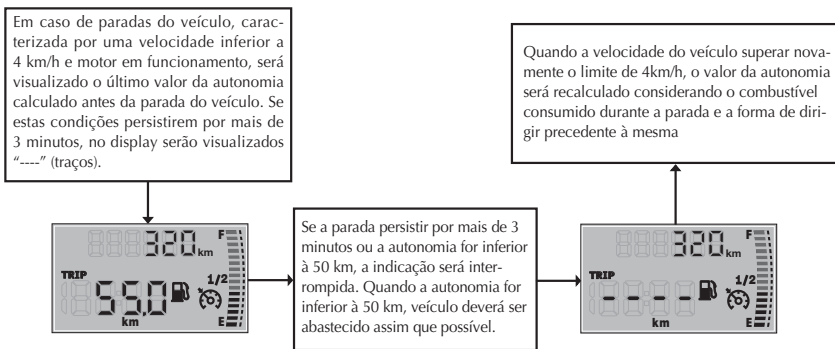 Em caso de paradas do veículo, carac-
terizada por uma velocidade inferior a
4 km/h e motor em funcionamento, será
visualizado o último valor da autonomia
calculado antes da parada do veículo. Se
estas condições persistirem por mais de
3 minutos, no display serão visualizados
"----" (traços).
Quando a velocidade do veículo superar nova-
mente o limite de 4km/h, o valor da autonomia
será recalculado considerando o combustível
consumido durante a parada e a forma de diri-
gir precedente à mesma
320 km F
TRIP 1/2
55,0
km E
Se a parada persistir por mais de 3
minutos ou a autonomia for inferior
à 50 km, a indicação será inter-
rompida. Quando a autonomia for
inferior à 50 km, veículo deverá ser
abastecido assim que possível.
320 km F
TRIP 1/2
----
km E